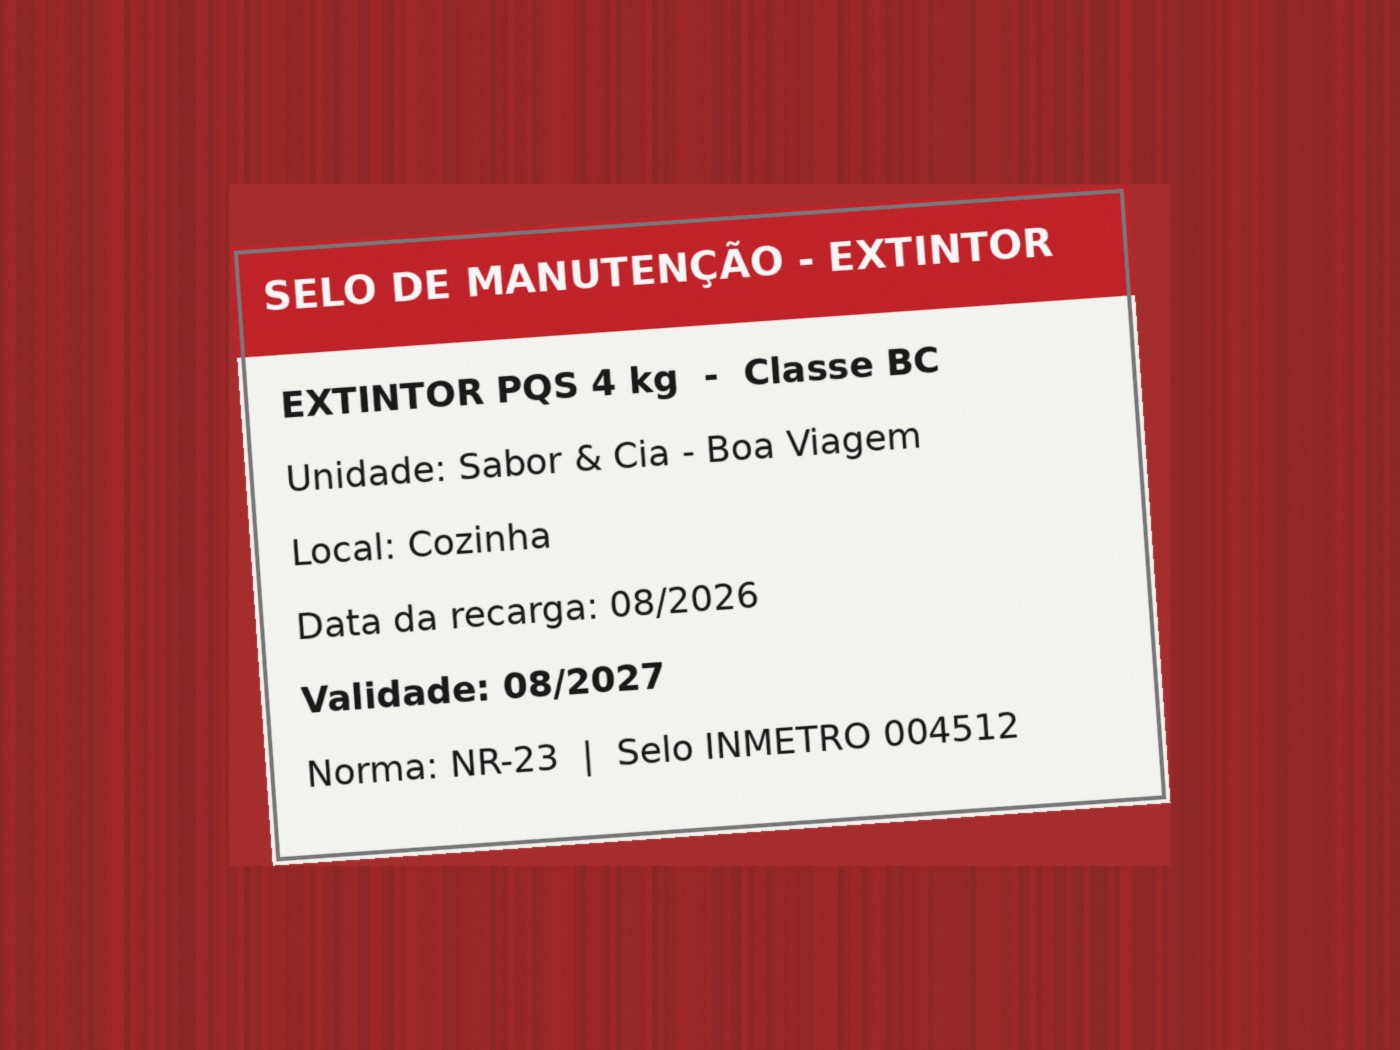 SELO DE MANUTENÇÃO - EXTINTOR
EXTINTOR PQS 4 kg - Classe BC
Unidade: Sabor & Cia - Boa Viagem
Local: Cozinha
Data da recarga: 08/2026
Validade: 08/2027
Norma: NR-23 | Selo INMETRO 004512